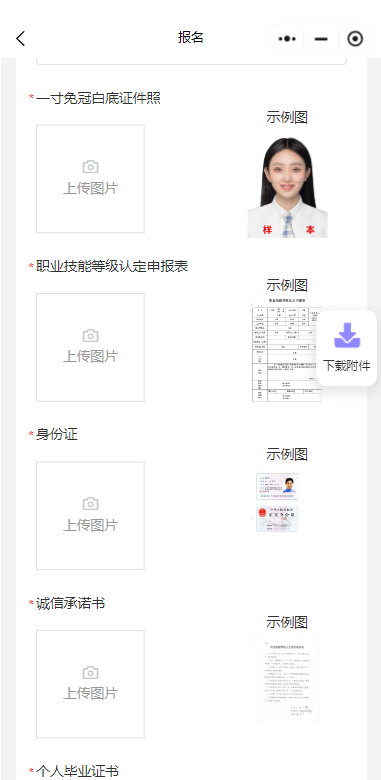 报名
*一寸免冠白底证件照
示例图
上传图片
样 本
*职业技能等级认定申报表
示例图
上传图片
下载附件
*身份证
示例图
上传图片
*诚信承诺书
示例图
上传图片
*个人毕业证书